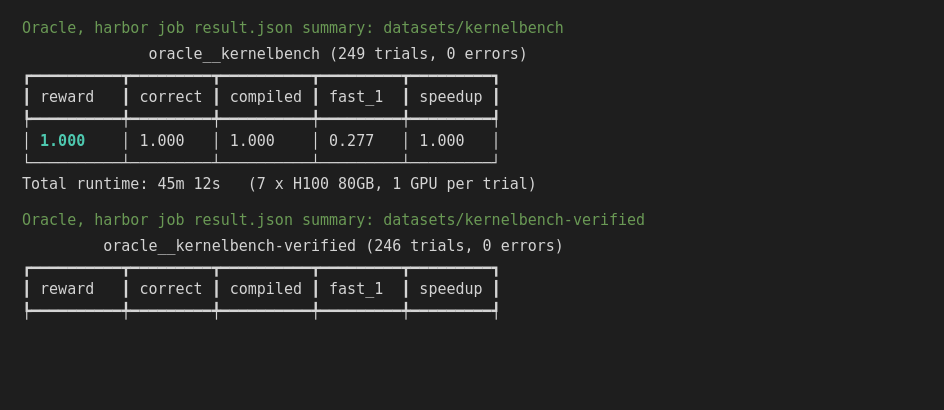 Oracle, harbor job result.json summary: datasets/kernelbench
oracle__kernelbench (249 trials, 0 errors)
reward correct compiled fast_1 speedup
1.000 1.000 1.000 0.277 1.000
Total runtime: 45m 12s (7 x H100 80GB, 1 GPU per trial)
Oracle, harbor job result.json summary: datasets/kernelbench-verified
oracle__kernelbench-verified (246 trials, 0 errors)
reward correct compiled fast_1 speedup